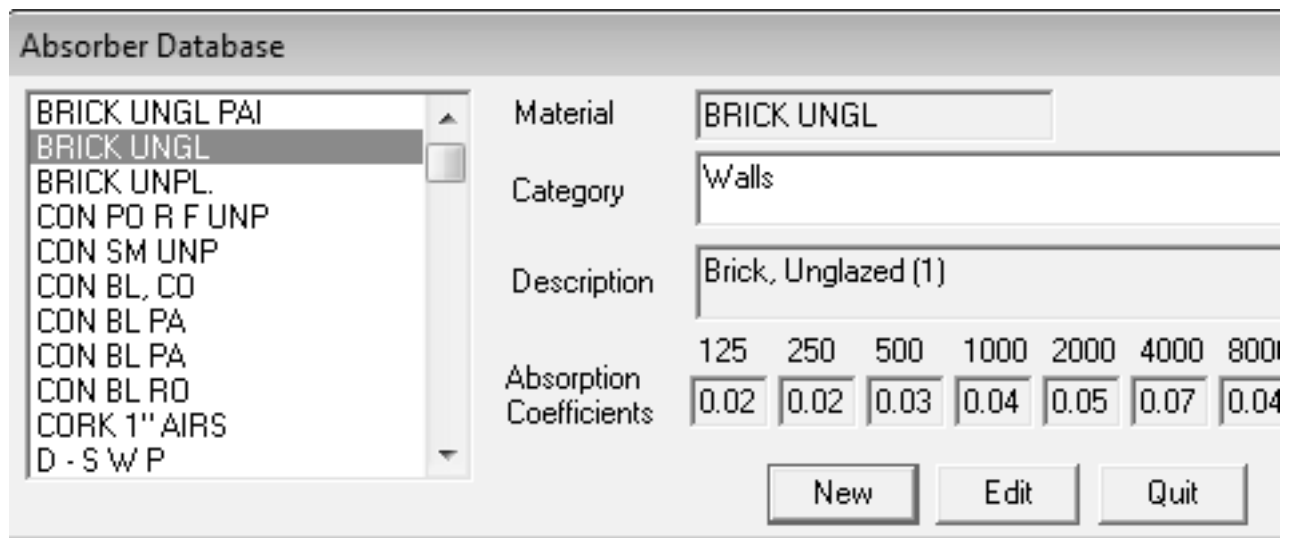 Absorber Database
BRICK UNGL PAI
BRICK UNGL
BRICK UNPL.
CON PO R F UNP
CON SM UNP
CON BL, CO
CON BL PA
CON BL PA
CON BL RO
CORK 1" AIRS
D - S W P
Material
BRICK UNGL
Category
Walls
Description
Brick, Unglazed (1)
Absorption
Coefficients
125 250 500 1000 2000 4000 800
0.02 0.02 0.03 0.04 0.05 0.07 0.04
New Edit Quit